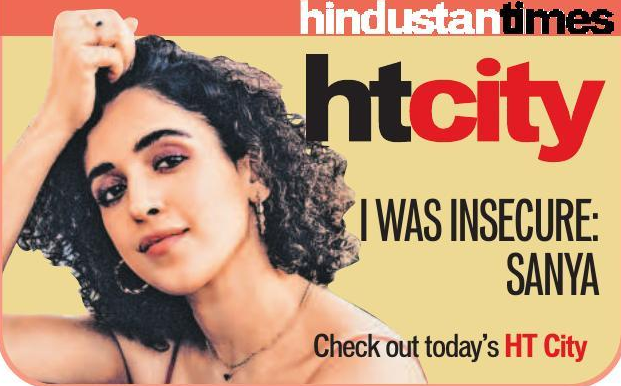 hindustantimes
htcity
I WAS INSECURE:
SANYA
Check out today's HT City